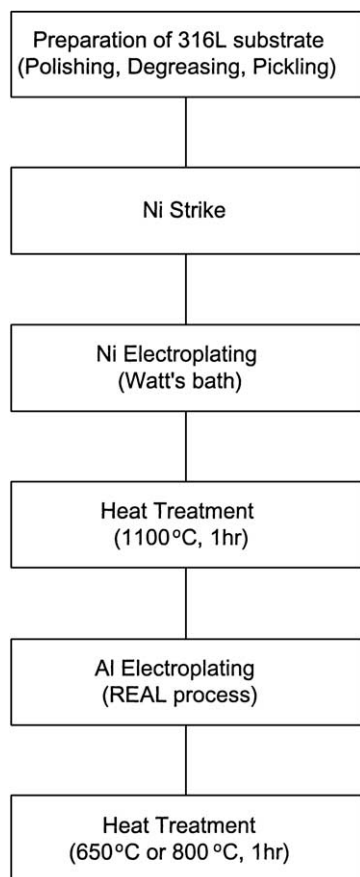 Preparation of 316L substrate
(Polishing, Degreasing, Pickling)
Ni Strike
Ni Electroplating
(Watt's bath)
Heat Treatment
(1100°C, 1hr)
Al Electroplating
(REAL process)
Heat Treatment
(650°C or 800 °C, 1hr)